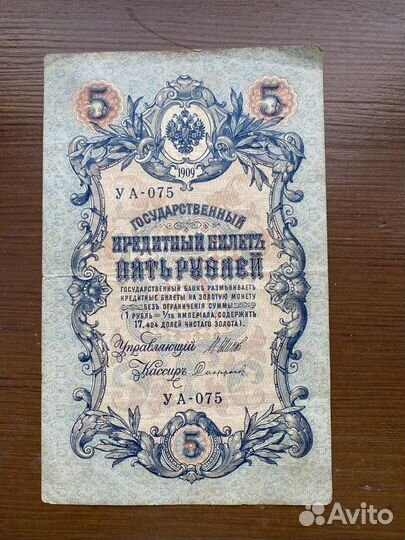 5 5
1909
УА-075
ГОСУДАРСТВЕННЫЙ
КРЕДИТНЫЙ БИЛЕТЪ
ПЯТЬ РУБЛЕЙ
ГОСУДАРСТВЕННЫЙ БАНКЪ РАЗМѢНИВАЕТЪ
КРЕДИТНЫЕ БИЛЕТЫ НА ЗОЛОТУЮ МОНЕТУ
БЕЗЪ ОГРАНИЧЕНІЯ СУММЫ
(1 РУБЛЬ = 1/15 ИМПЕРІАЛА, СОДЕРЖИТЪ
17,424 ДОЛЕЙ ЧИСТАГО ЗОЛОТА).
Управляющій
Кассиръ
УА-075
5
Avito